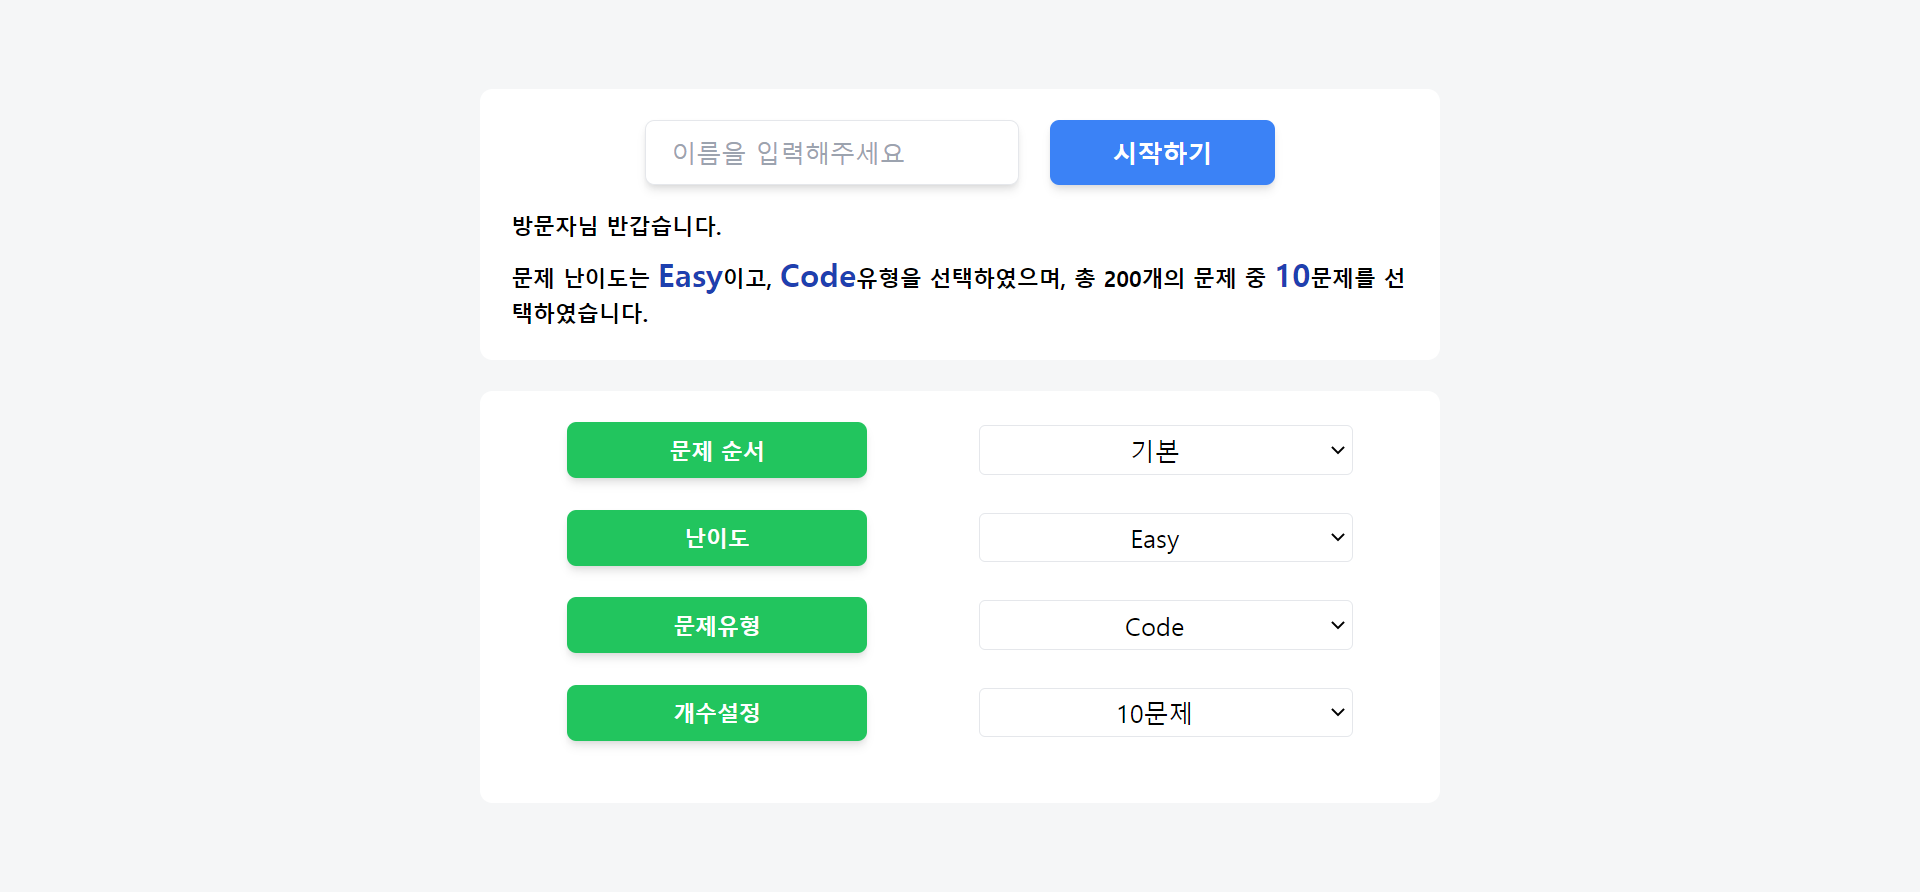 이름을 입력해주세요
시작하기
방문자님 반갑습니다.
문제 난이도는 Easy이고, Code유형을 선택하였으며, 총 200개의 문제 중 10문제를 선
택하였습니다.
문제 순서
기본
난이도
Easy
문제유형
Code
개수설정
10문제